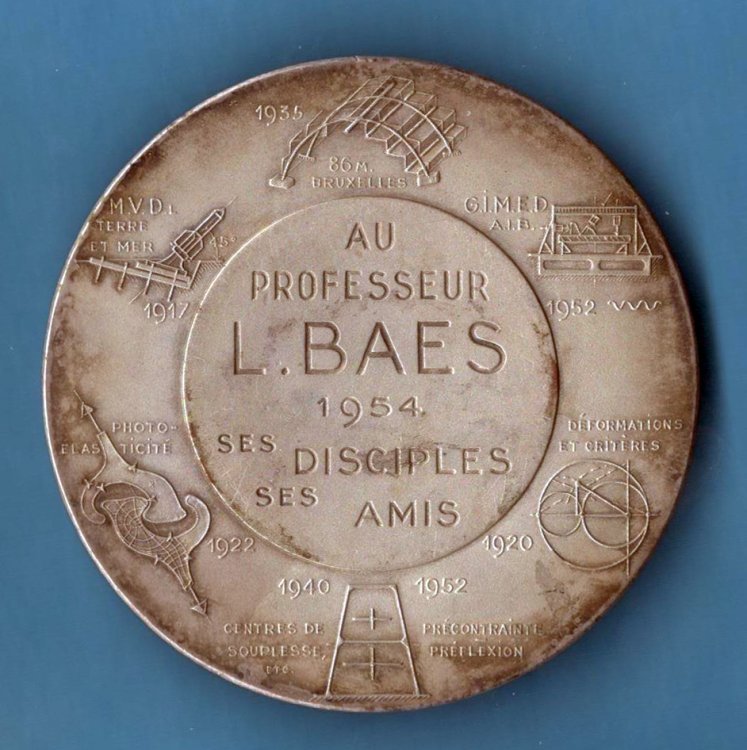 1935
86 M.
BRUXELLES
M.V.D.
TERRE
ET MER
45°
1917
G.I.M.E.D.
A.I.B.
1952
AU
PROFESSEUR
L. BAES
1954.
SES DISCIPLES
SES AMIS
PHOTO-
ELASTICITÉ
1922
DÉFORMATIONS
ET CRITÈRES
1920
1940
CENTRES DE
SOUPLESSE,
ETC.
1952
PRÉCONTRAINTE
PRÉFLEXION